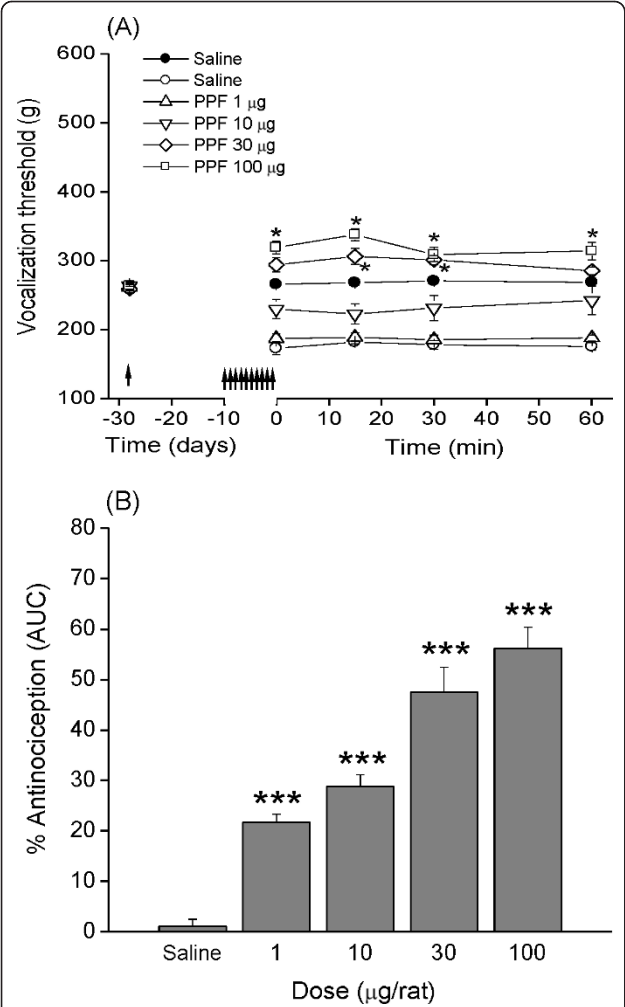 (A)
Saline
Saline
PPF 1 µg
PPF 10 µg
PPF 30 µg
PPF 100 µg
Vocalization threshold (g)
600
500
400
300
200
100
* * * *
* *
-30 -20 -10 0 10 20 30 40 50 60
Time (days) Time (min)
(B)
% Antinociception (AUC)
80
70
60
50
40
30
20
10
0
***
***
***
***
Saline 1 10 30 100
Dose (µg/rat)